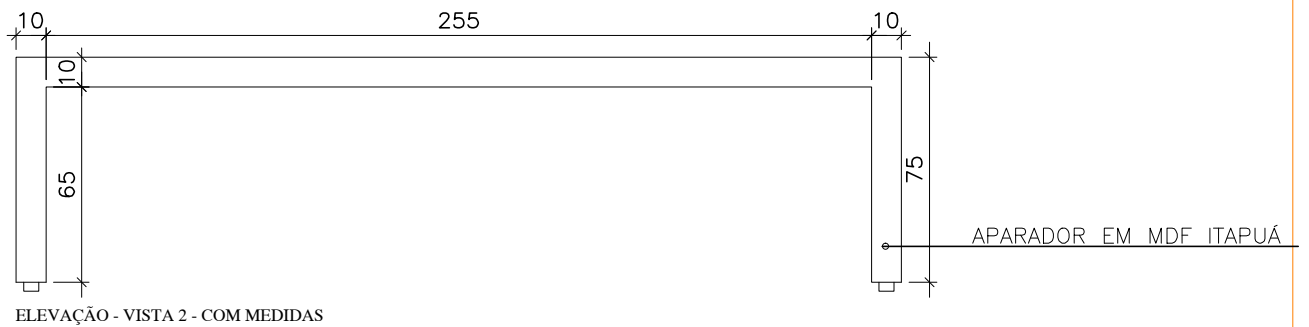 10 255 10
10
65
75
APARADOR EM MDF ITAPUÁ
ELEVAÇÃO - VISTA 2 - COM MEDIDAS